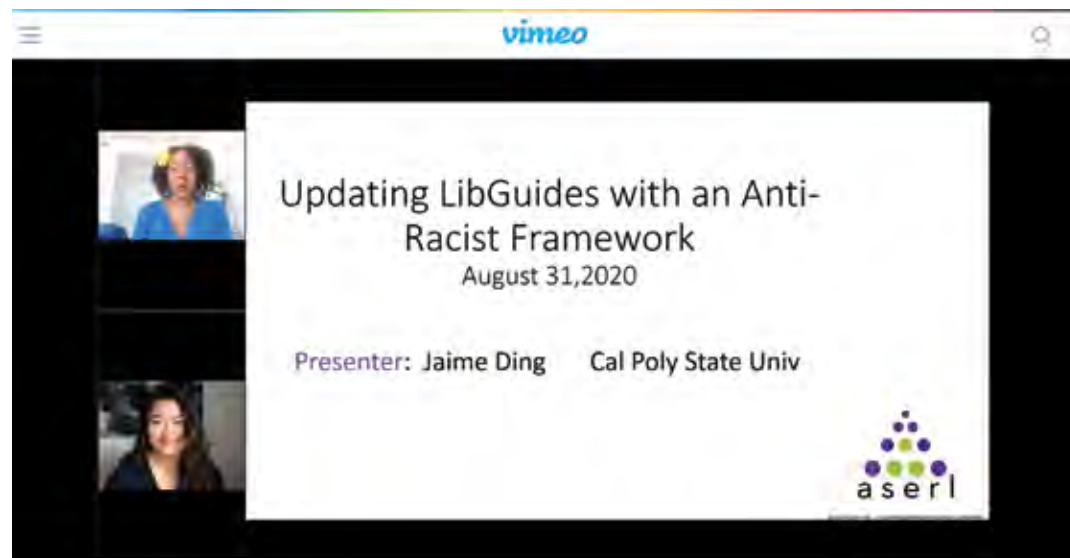 vimeo
Updating LibGuides with an Anti-
Racist Framework
August 31,2020
Presenter: Jaime Ding Cal Poly State Univ
aserl